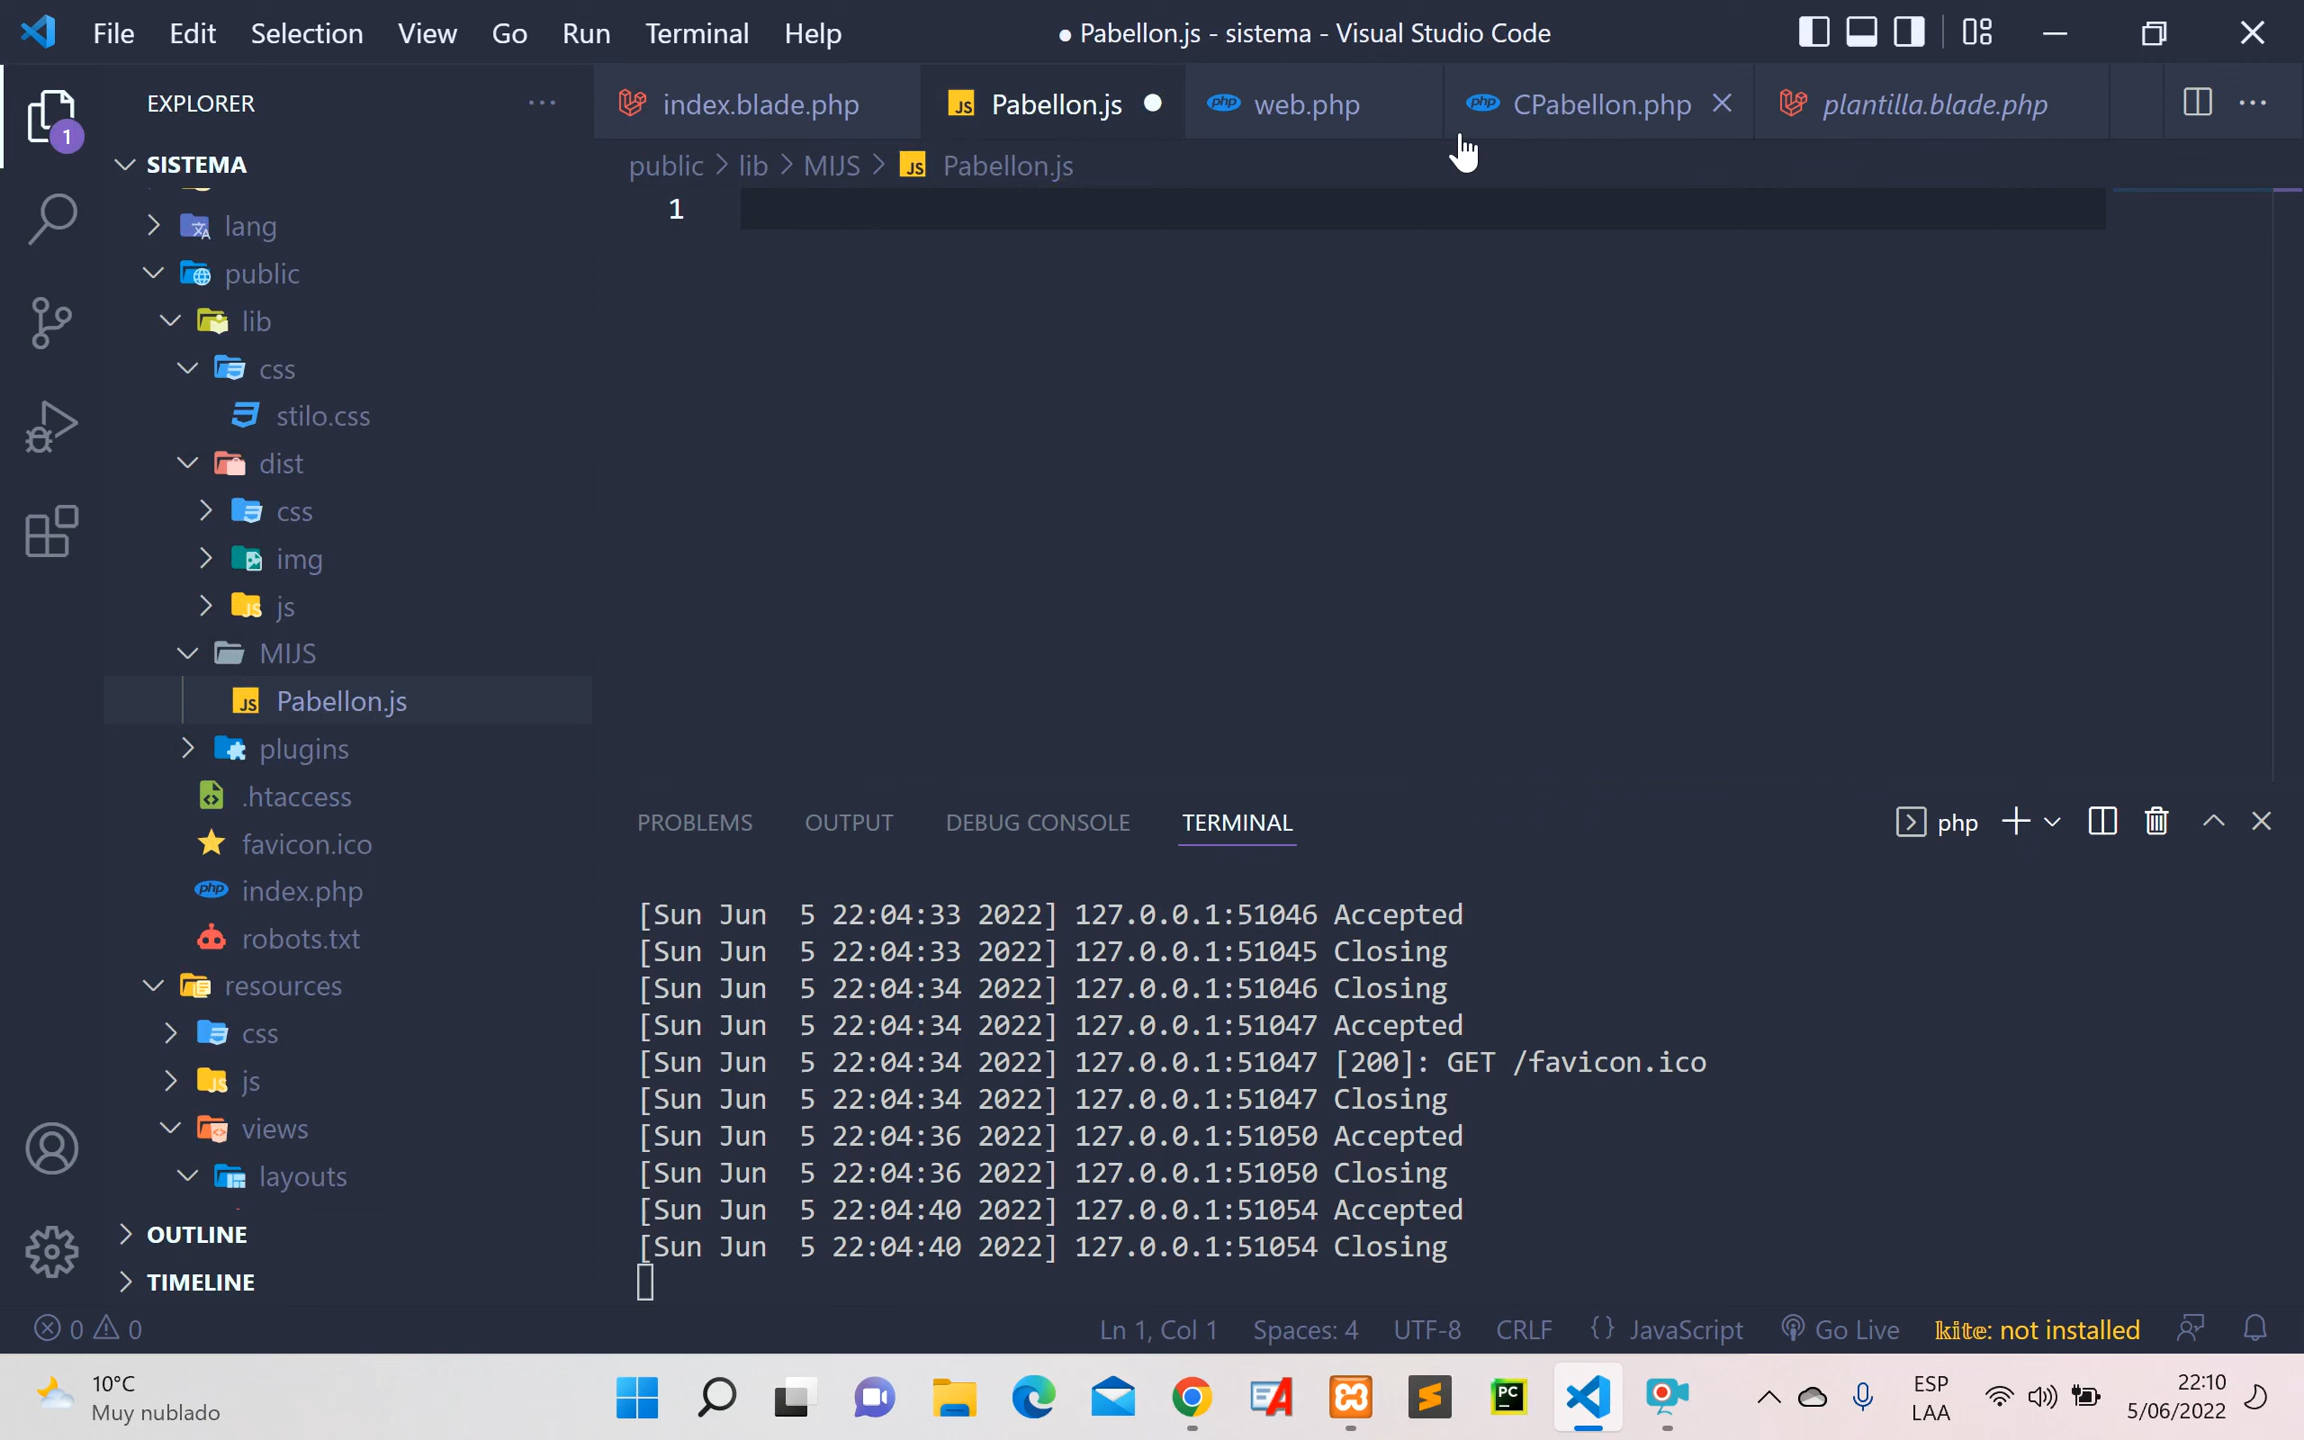 File Edit Selection View Go Run Terminal Help
● Pabellon.js - sistema - Visual Studio Code
EXPLORER
index.blade.php
Pabellon.js
web.php
CPabellon.php
plantilla.blade.php
1
SISTEMA
public > lib > MIJS > JS Pabellon.js
1
lang
public
lib
css
stilo.css
dist
css
img
js
MIJS
JS Pabellon.js
plugins
.htaccess
favicon.ico
php index.php
robots.txt
resources
css
js
views
layouts
OUTLINE
TIMELINE
PROBLEMS OUTPUT DEBUG CONSOLE TERMINAL
php
[Sun Jun  5 22:04:33 2022] 127.0.0.1:51046 Accepted
[Sun Jun  5 22:04:33 2022] 127.0.0.1:51045 Closing
[Sun Jun  5 22:04:34 2022] 127.0.0.1:51046 Closing
[Sun Jun  5 22:04:34 2022] 127.0.0.1:51047 Accepted
[Sun Jun  5 22:04:34 2022] 127.0.0.1:51047 [200]: GET /favicon.ico
[Sun Jun  5 22:04:34 2022] 127.0.0.1:51047 Closing
[Sun Jun  5 22:04:36 2022] 127.0.0.1:51050 Accepted
[Sun Jun  5 22:04:36 2022] 127.0.0.1:51050 Closing
[Sun Jun  5 22:04:40 2022] 127.0.0.1:51054 Accepted
[Sun Jun  5 22:04:40 2022] 127.0.0.1:51054 Closing
0 0
Ln 1, Col 1 Spaces: 4 UTF-8 CRLF {} JavaScript Go Live kite: not installed
10°C
Muy nublado
PC
ESP
LAA
22:10
5/06/2022